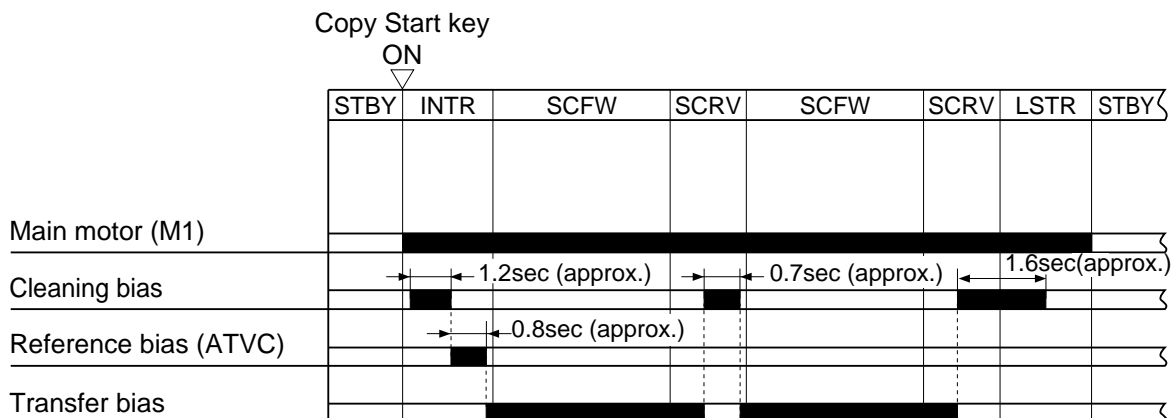 Copy Start key
ON
STBY INTR SCFW SCRV SCFW SCRV LSTR STBY
Main motor (M1)
1.2sec (approx.) 0.7sec (approx.) 1.6sec(approx.)
Cleaning bias
0.8sec (approx.)
Reference bias (ATVC)
Transfer bias